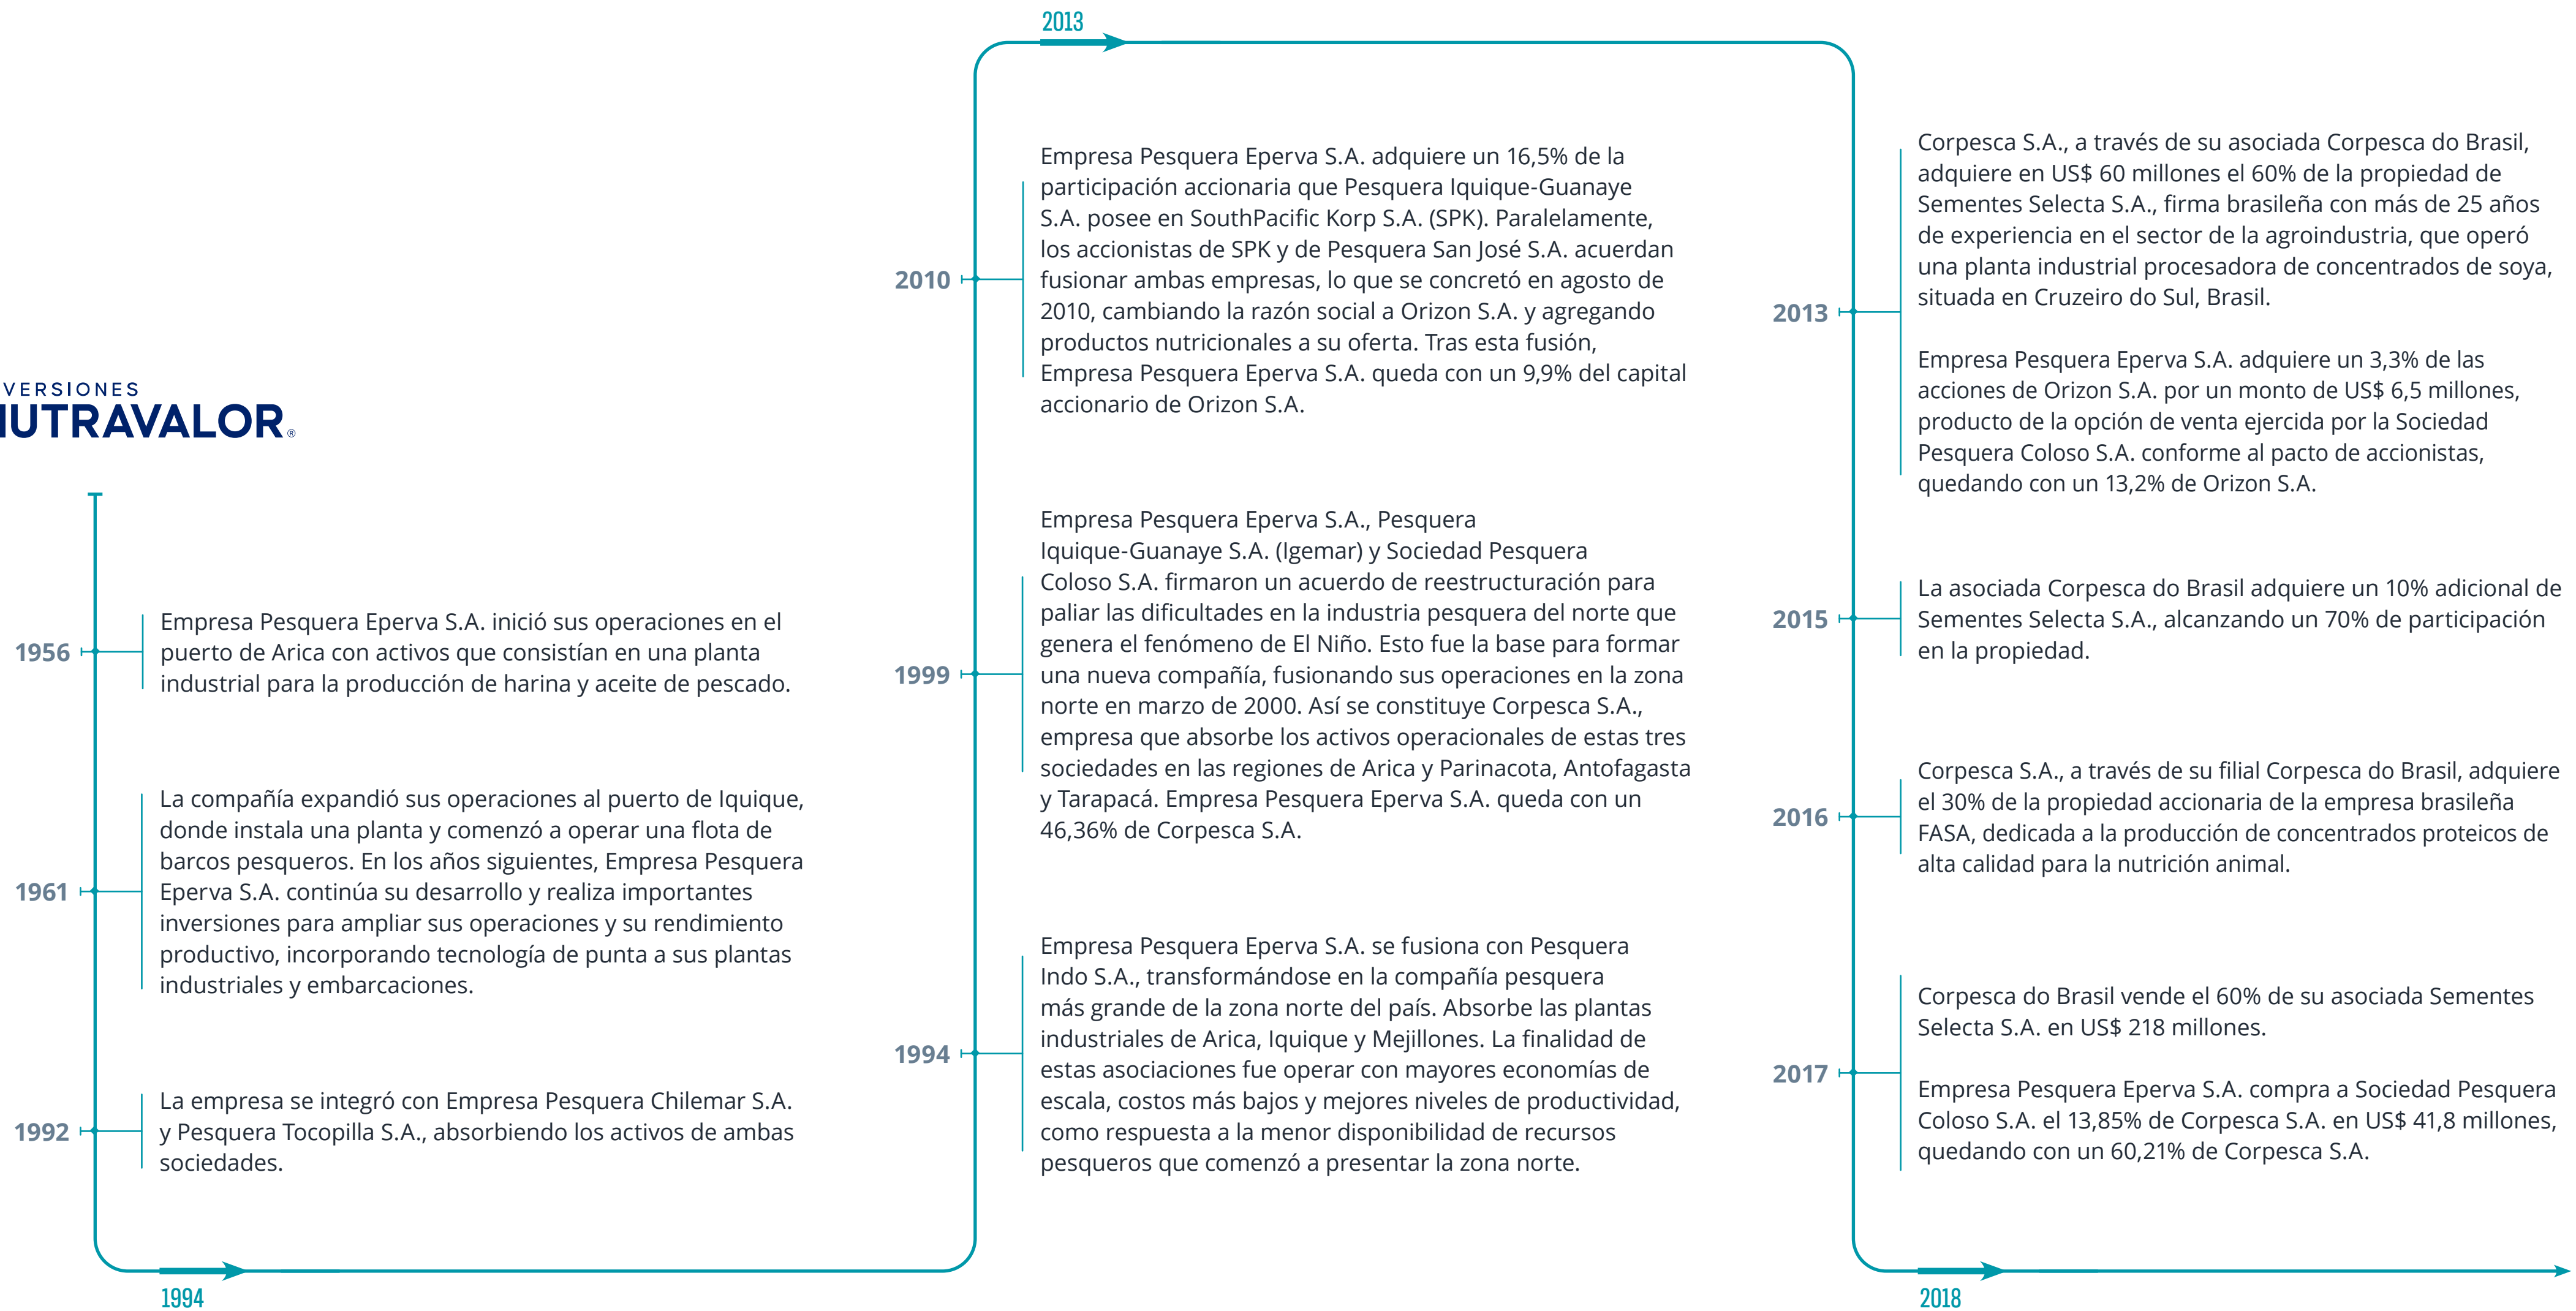 VERSIONES
NUTRAVALOR®
1956
Empresa Pesquera Eperva S.A. inició sus operaciones en el
puerto de Arica con activos que consistían en una planta
industrial para la producción de harina y aceite de pescado.
1961
La compañía expandió sus operaciones al puerto de Iquique,
donde instala una planta y comenzó a operar una flota de
barcos pesqueros. En los años siguientes, Empresa Pesquera
Eperva S.A. continúa su desarrollo y realiza importantes
inversiones para ampliar sus operaciones y su rendimiento
productivo, incorporando tecnología de punta a sus plantas
industriales y embarcaciones.
1992
La empresa se integró con Empresa Pesquera Chilemar S.A.
y Pesquera Tocopilla S.A., absorbiendo los activos de ambas
sociedades.
1994
1994
Empresa Pesquera Eperva S.A. se fusiona con Pesquera
Indo S.A., transformándose en la compañía pesquera
más grande de la zona norte del país. Absorbe las plantas
industriales de Arica, Iquique y Mejillones. La finalidad de
estas asociaciones fue operar con mayores economías de
escala, costos más bajos y mejores niveles de productividad,
como respuesta a la menor disponibilidad de recursos
pesqueros que comenzó a presentar la zona norte.
1999
Empresa Pesquera Eperva S.A., Pesquera
Iquique-Guanaye S.A. (Igemar) y Sociedad Pesquera
Coloso S.A. firmaron un acuerdo de reestructuración para
paliar las dificultades en la industria pesquera del norte que
genera el fenómeno de El Niño. Esto fue la base para formar
una nueva compañía, fusionando sus operaciones en la zona
norte en marzo de 2000. Así se constituye Corpesca S.A.,
empresa que absorbe los activos operacionales de estas tres
sociedades en las regiones de Arica y Parinacota, Antofagasta
y Tarapacá. Empresa Pesquera Eperva S.A. queda con un
46,36% de Corpesca S.A.
2010
Empresa Pesquera Eperva S.A. adquiere un 16,5% de la
participación accionaria que Pesquera Iquique-Guanaye
S.A. posee en SouthPacific Korp S.A. (SPK). Paralelamente,
los accionistas de SPK y de Pesquera San José S.A. acuerdan
fusionar ambas empresas, lo que se concretó en agosto de
2010, cambiando la razón social a Orizon S.A. y agregando
productos nutricionales a su oferta. Tras esta fusión,
Empresa Pesquera Eperva S.A. queda con un 9,9% del capital
accionario de Orizon S.A.
2013
2013
Corpesca S.A., a través de su asociada Corpesca do Brasil,
adquiere en US$ 60 millones el 60% de la propiedad de
Sementes Selecta S.A., firma brasileña con más de 25 años
de experiencia en el sector de la agroindustria, que operó
una planta industrial procesadora de concentrados de soya,
situada en Cruzeiro do Sul, Brasil.
Empresa Pesquera Eperva S.A. adquiere un 3,3% de las
acciones de Orizon S.A. por un monto de US$ 6,5 millones,
producto de la opción de venta ejercida por la Sociedad
Pesquera Coloso S.A. conforme al pacto de accionistas,
quedando con un 13,2% de Orizon S.A.
2015
La asociada Corpesca do Brasil adquiere un 10% adicional de
Sementes Selecta S.A., alcanzando un 70% de participación
en la propiedad.
2016
Corpesca S.A., a través de su filial Corpesca do Brasil, adquiere
el 30% de la propiedad accionaria de la empresa brasileña
FASA, dedicada a la producción de concentrados proteicos de
alta calidad para la nutrición animal.
2017
Corpesca do Brasil vende el 60% de su asociada Sementes
Selecta S.A. en US$ 218 millones.
Empresa Pesquera Eperva S.A. compra a Sociedad Pesquera
Coloso S.A. el 13,85% de Corpesca S.A. en US$ 41,8 millones,
quedando con un 60,21% de Corpesca S.A.
2018